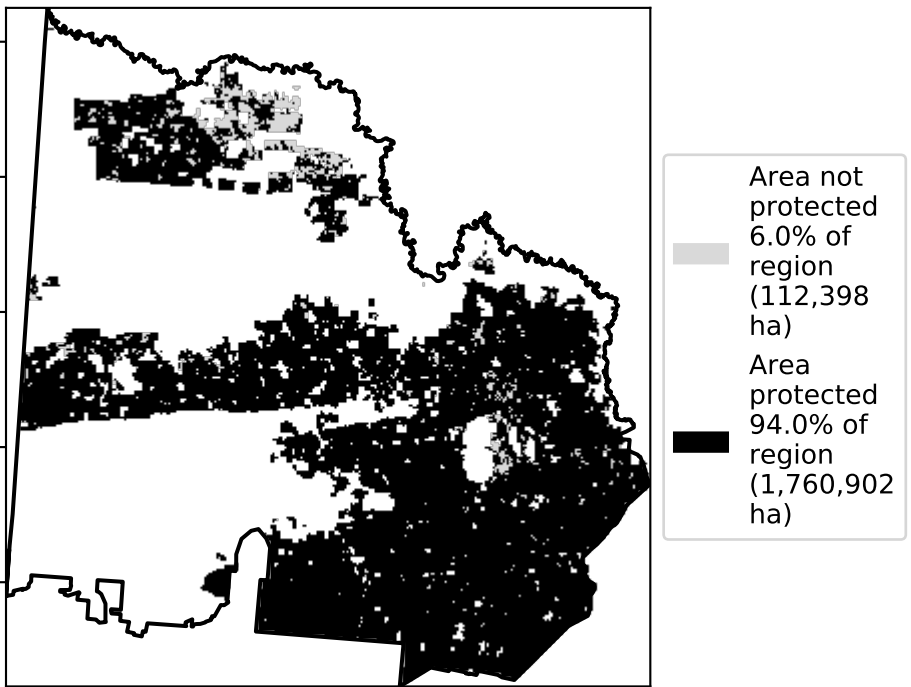 Area not
protected
6.0% of
region
(112,398
ha)
Area
protected
94.0% of
region
(1,760,902
ha)